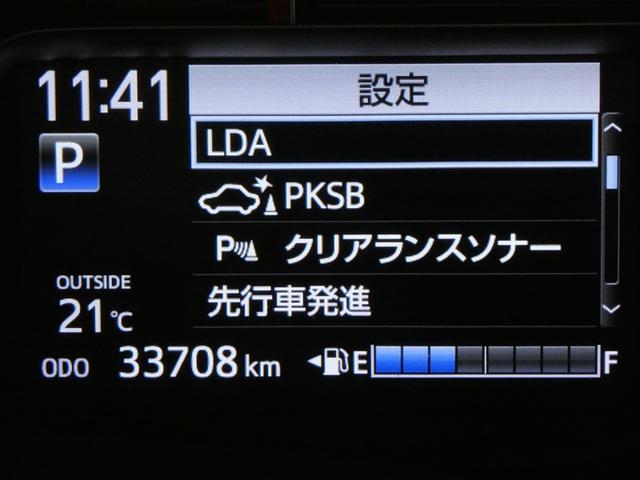 11:41
設定
P
LDA
PKSB
P クリアランスソナー
先行車発進
OUTSIDE
21℃
ODO 33708 km E F